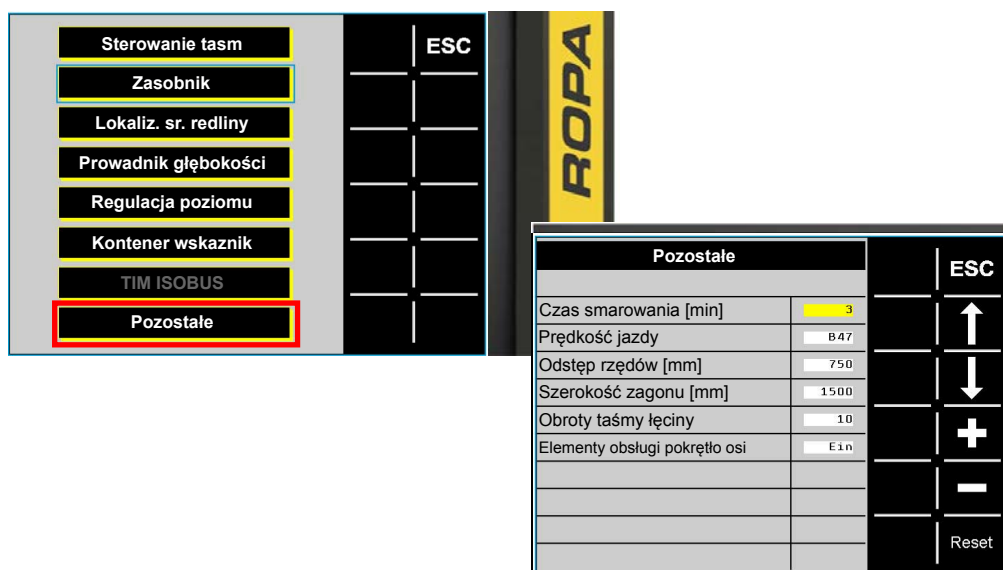 Sterowanie tasm
ESC
Zasobnik
Lokaliz. sr. redliny
Prowadnik głębokości
Regulacja poziomu
Kontener wskaznik
TIM ISOBUS
Pozostałe
ROPA
Pozostałe
ESC
Czas smarowania [min] 3
Prędkość jazdy B47
Odstęp rzędów [mm] 750
Szerokość zagonu [mm] 1500
Obroty taśmy łęciny 10
Elementy obsługi pokrętło osi Ein
Reset